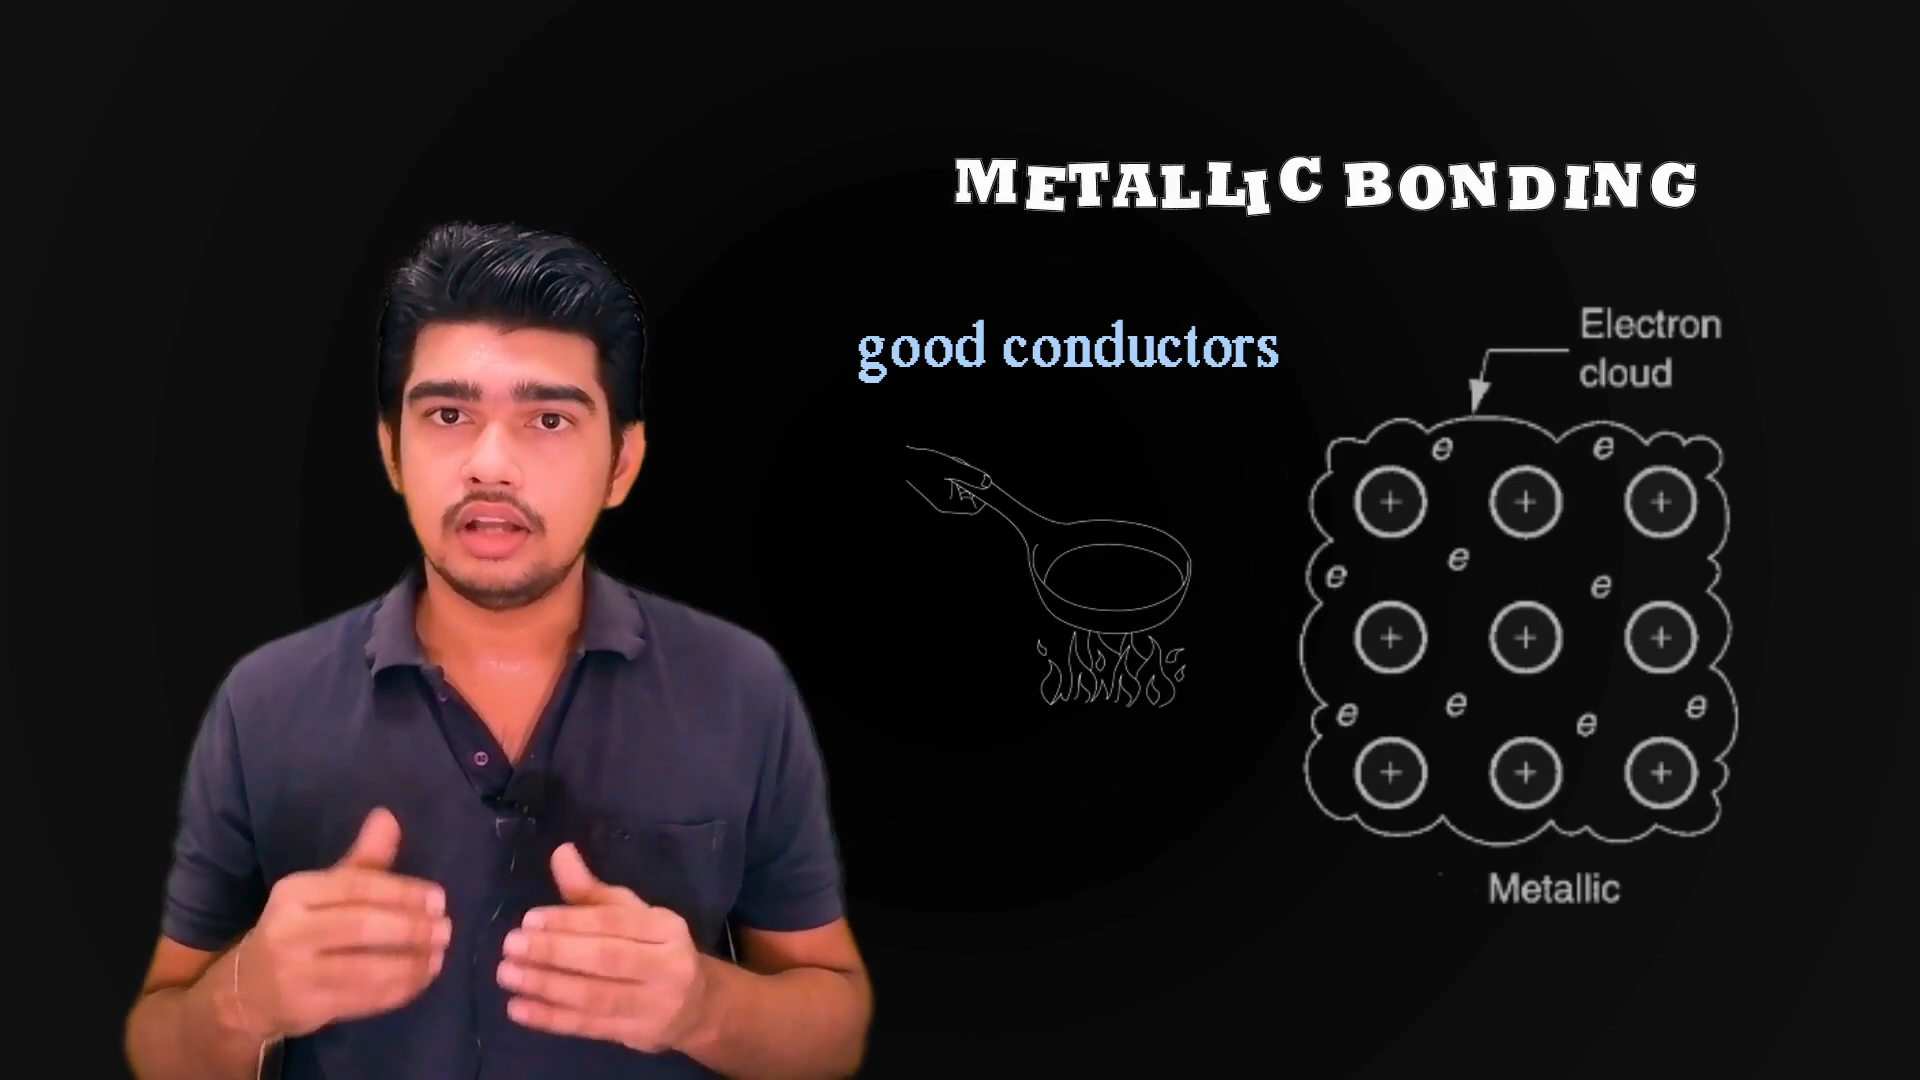 METALLIC BONDING
good conductors
Electron
cloud
e e
+ + +
e
e e
+ + +
e e e e
+ + +
Metallic